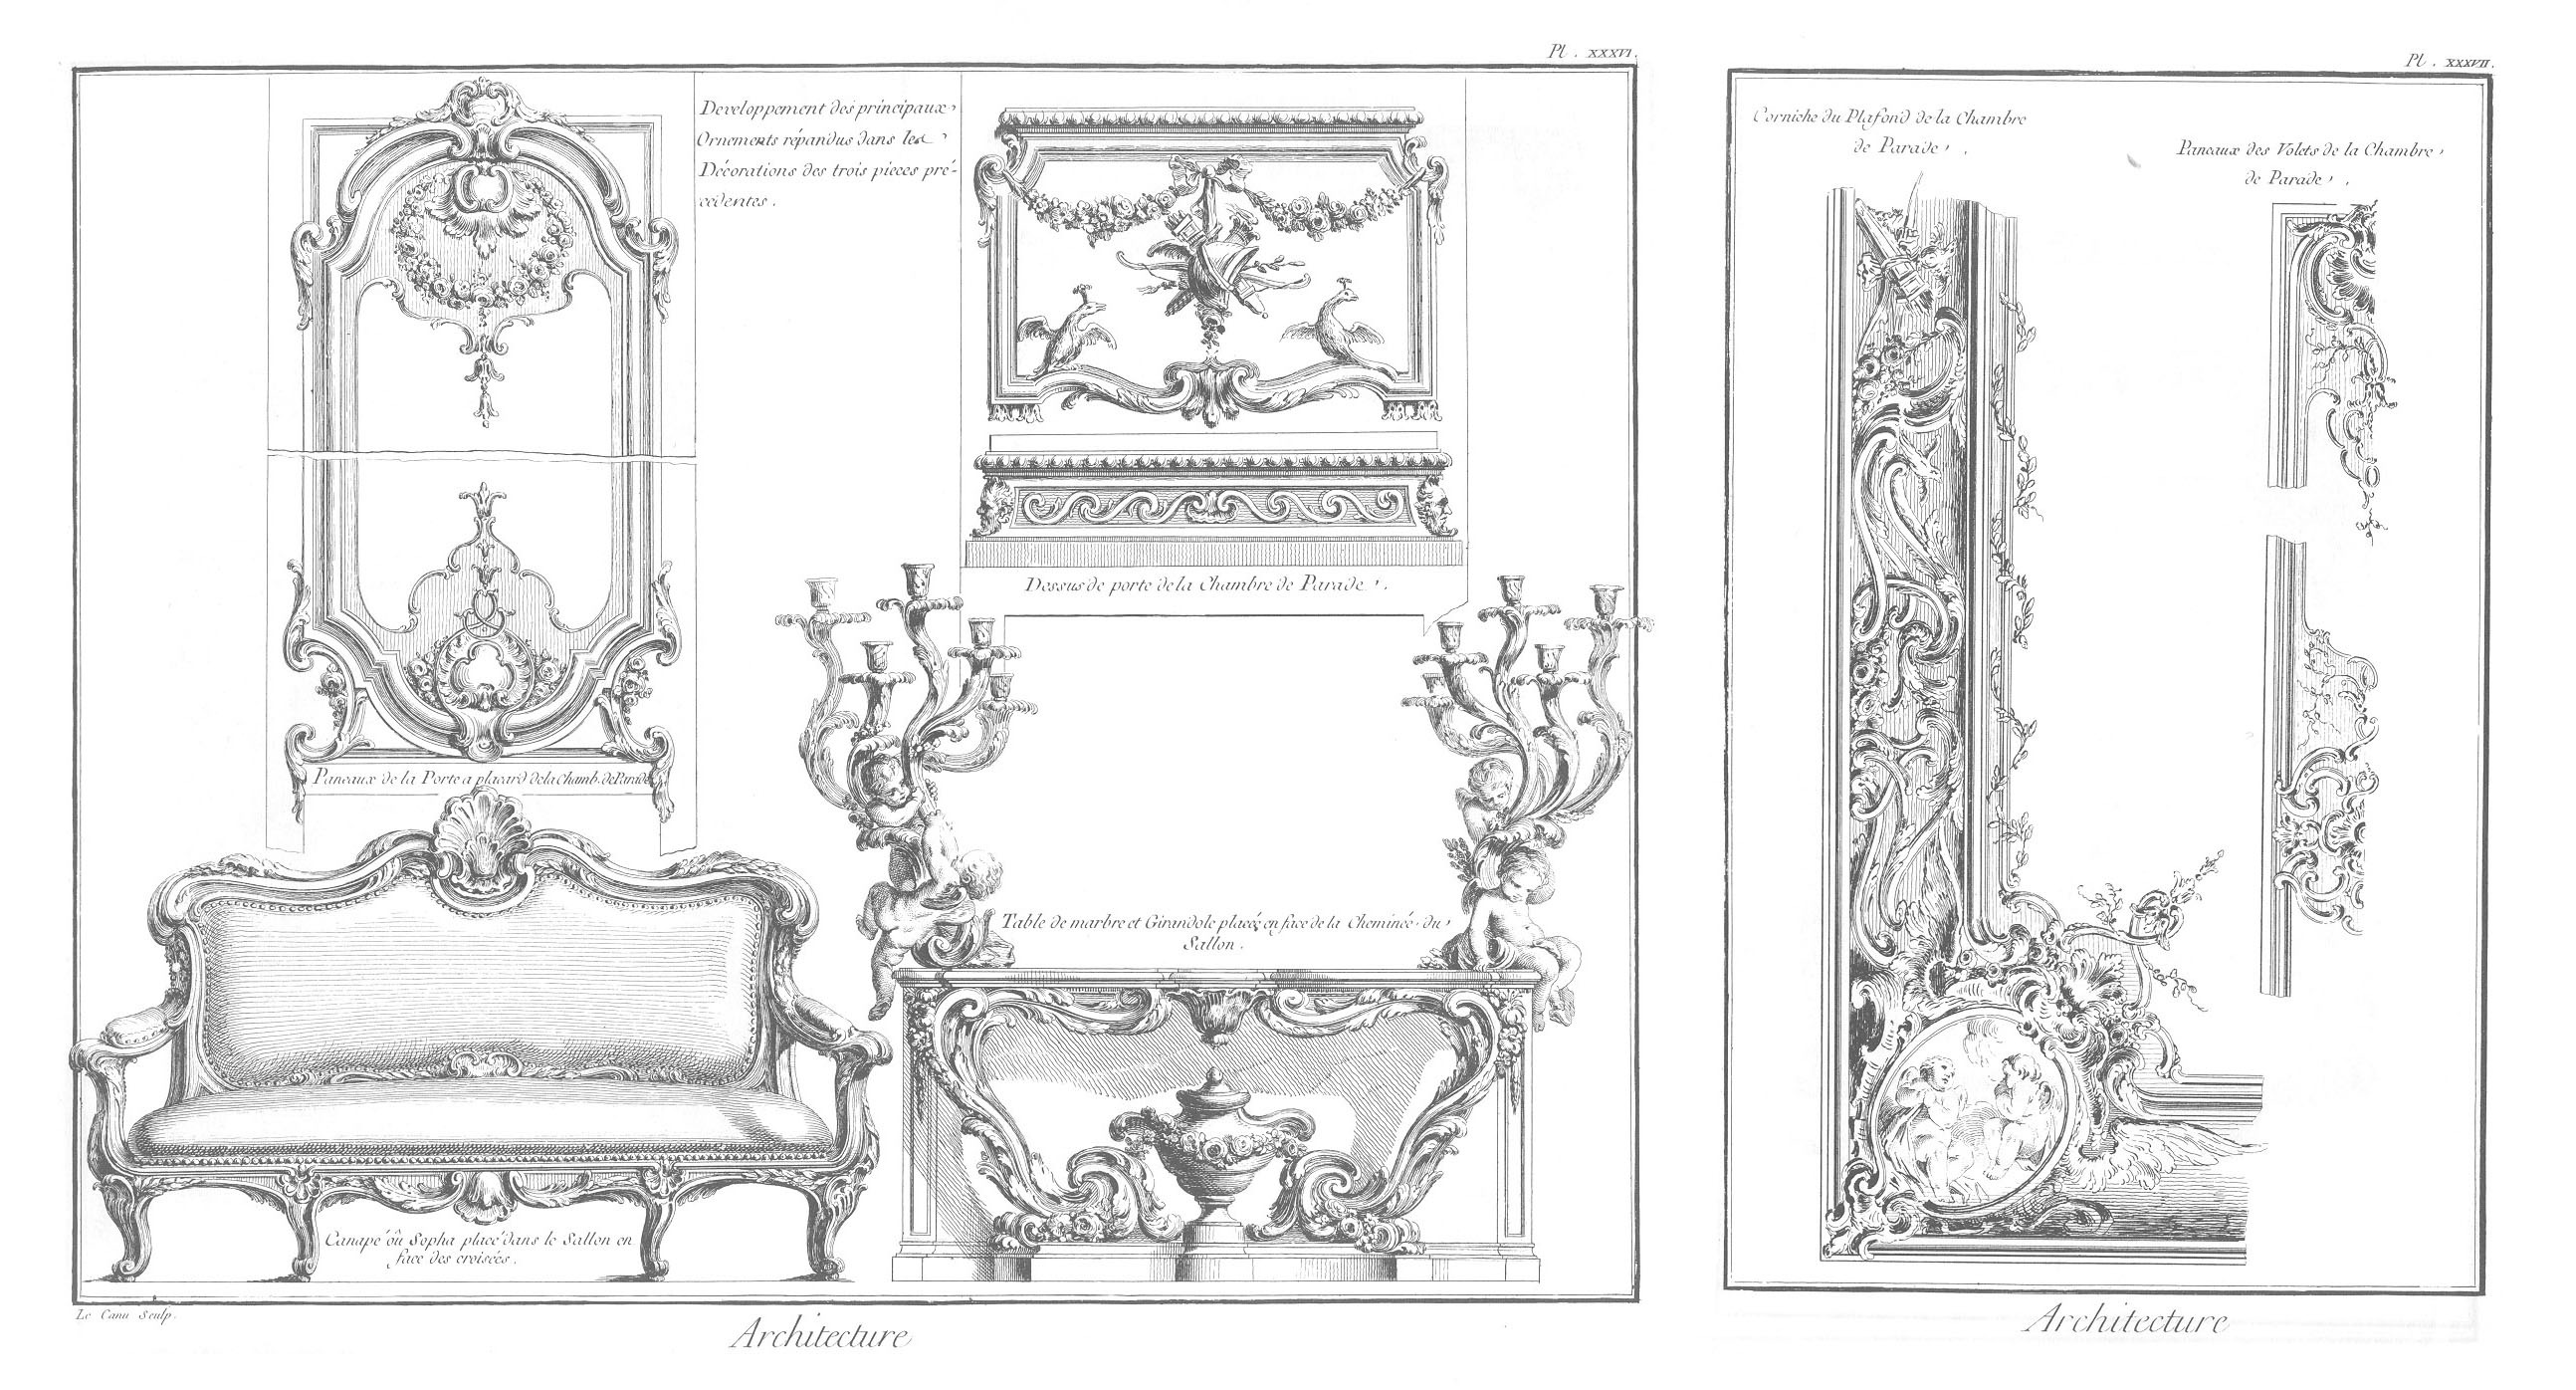 Pl. XXXVI.
Developpement des principaux
Ornements répandus dans les
Décorations des trois pieces pré-
cédentes.
Paneaux de la Porte a placard de la Chamb. de Parade
Dessus de porte de la Chambre de Parade.
Table de marbre et Girandole placés en face de la Cheminée du
Sallon.
Canapé ou Sopha placé dans le Sallon en
face des croisées.
Le Canu Sculp.
Architecture
Pl. XXXVII.
Corniche du Plafond de la Chambre
de Parade.
Paneaux des Volets de la Chambre
de Parade.
Architecture